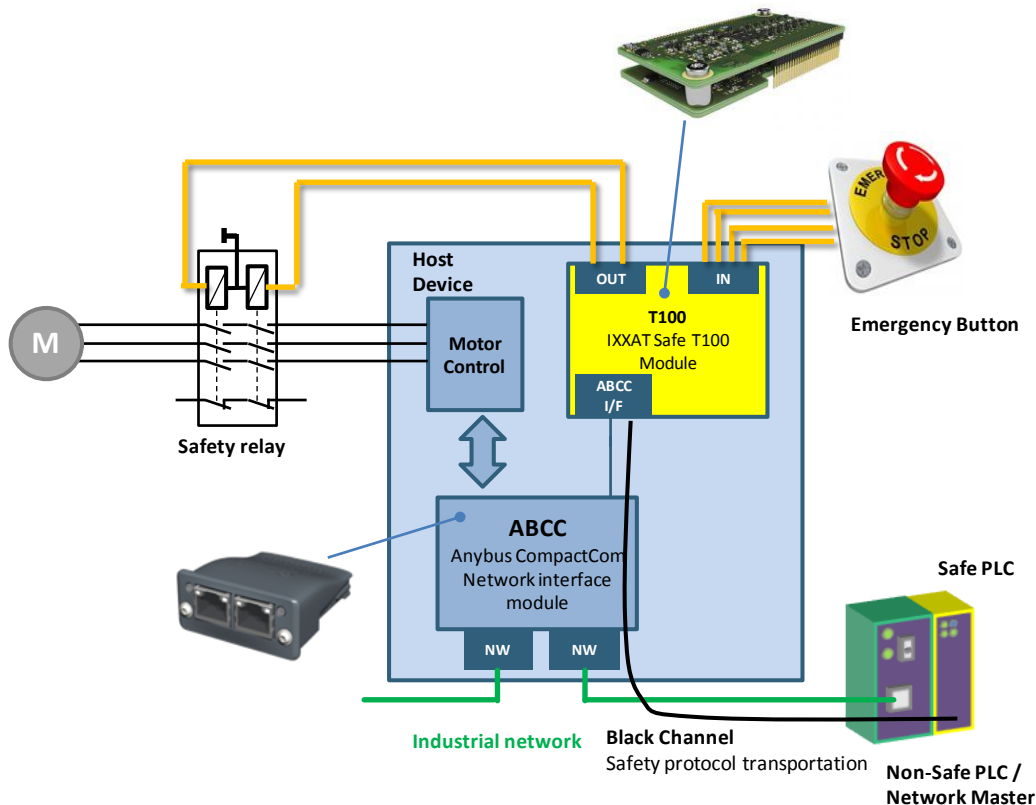 EMER
STOP
Emergency Button
Host
Device
OUT
IN
T100
IXXAT Safe T100
Module
ABCC
I/F
Motor
Control
M
Safety relay
ABCC
Anybus CompactCom
Network interface
module
NW
NW
Safe PLC
Industrial network
Black Channel
Safety protocol transportation
Non-Safe PLC /
Network Master